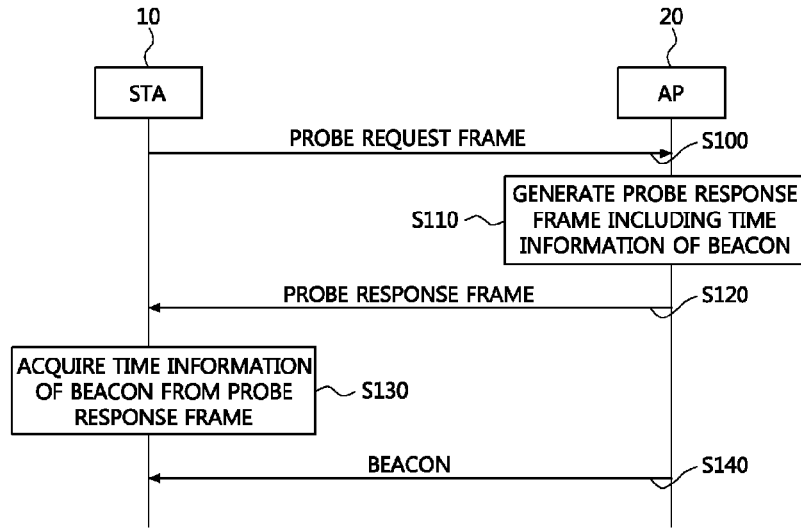 10
20
STA
AP
PROBE REQUEST FRAME
S100
GENERATE PROBE RESPONSE
FRAME INCLUDING TIME
INFORMATION OF BEACON
S110
PROBE RESPONSE FRAME
S120
ACQUIRE TIME INFORMATION
OF BEACON FROM PROBE
RESPONSE FRAME
S130
BEACON
S140